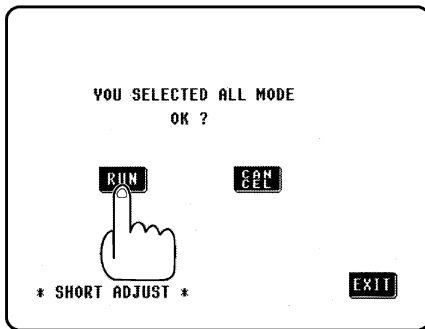 YOU SELECTED ALL MODE
OK ?
RUN
CAN
CEL
* SHORT ADJUST *
EXIT